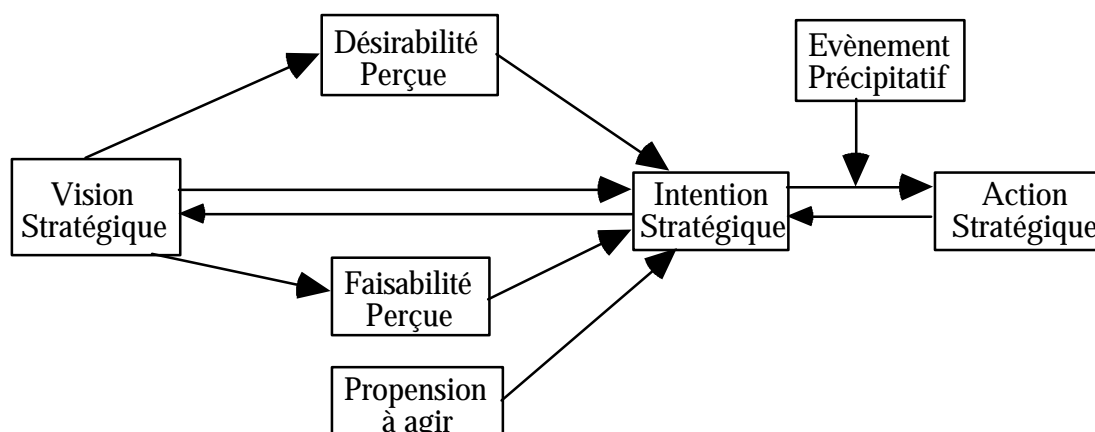 Désirabilité
Perçue
Evènement
Précipitatif
Vision
Stratégique
Intention
Stratégique
Action
Stratégique
Faisabilité
Perçue
Propension
à agir